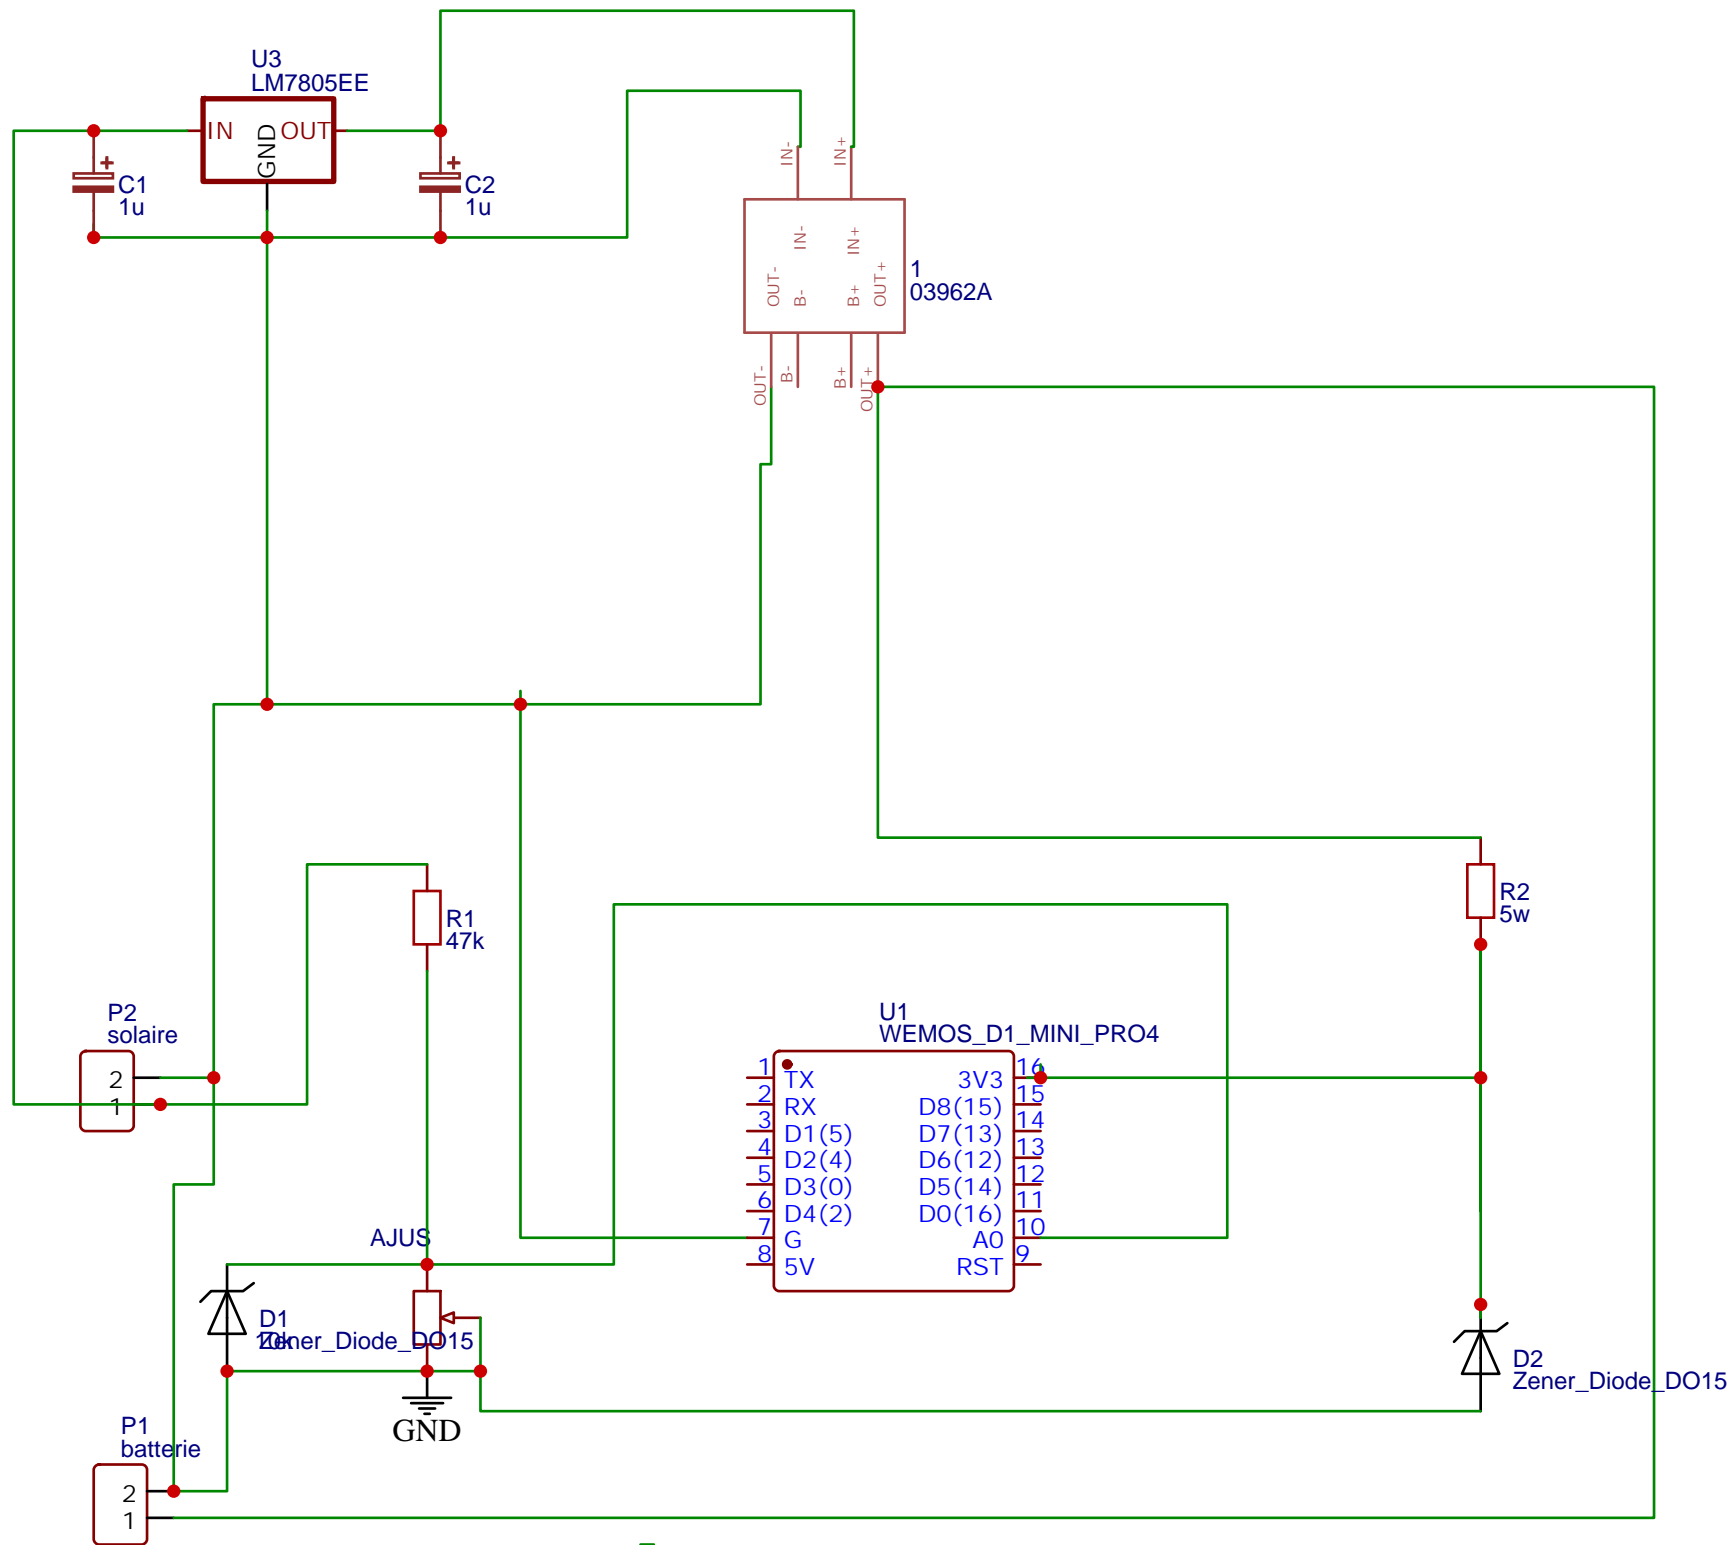 U3
LM7805EE
IN
GND
OUT
+
C1
1u
+
C2
1u
IN-
IN+
IN-
IN+
OUT-
B-
B+
OUT+
1
03962A
OUT-
B-
B+
OUT+
R1
47k
R2
5w
P2
solaire
2
1
U1
WEMOS_D1_MINI_PRO4
1
TX
2
RX
3
D1(5)
4
D2(4)
5
D3(0)
6
D4(2)
7
G
8
5V
3V3
16
D8(15)
15
D7(13)
14
D6(12)
13
D5(14)
12
D0(16)
11
A0
10
RST
9
AJUS
D1
Zener_Diode_DO15
10k
GND
D2
Zener_Diode_DO15
P1
batterie
2
1